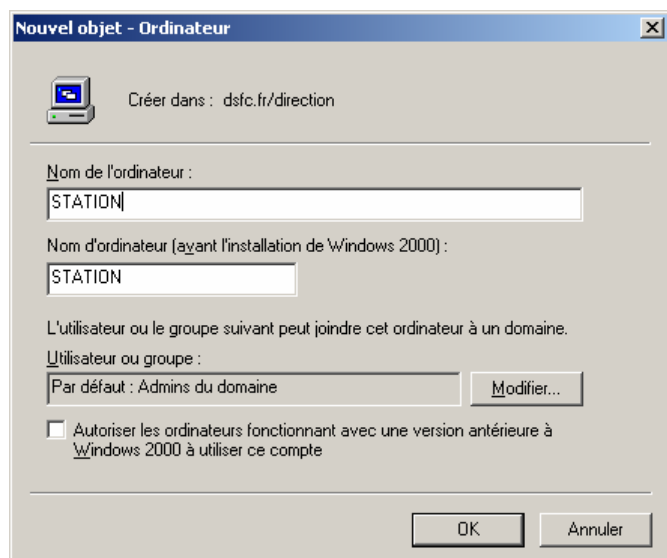 Nouvel objet - Ordinateur
Créer dans : dsfc.fr/direction
Nom de l'ordinateur :
STATION
Nom d'ordinateur (avant l'installation de Windows 2000) :
STATION
L'utilisateur ou le groupe suivant peut joindre cet ordinateur à un domaine.
Utilisateur ou groupe :
Par défaut : Admins du domaine
Modifier...
Autoriser les ordinateurs fonctionnant avec une version antérieure à
Windows 2000 à utiliser ce compte
OK
Annuler